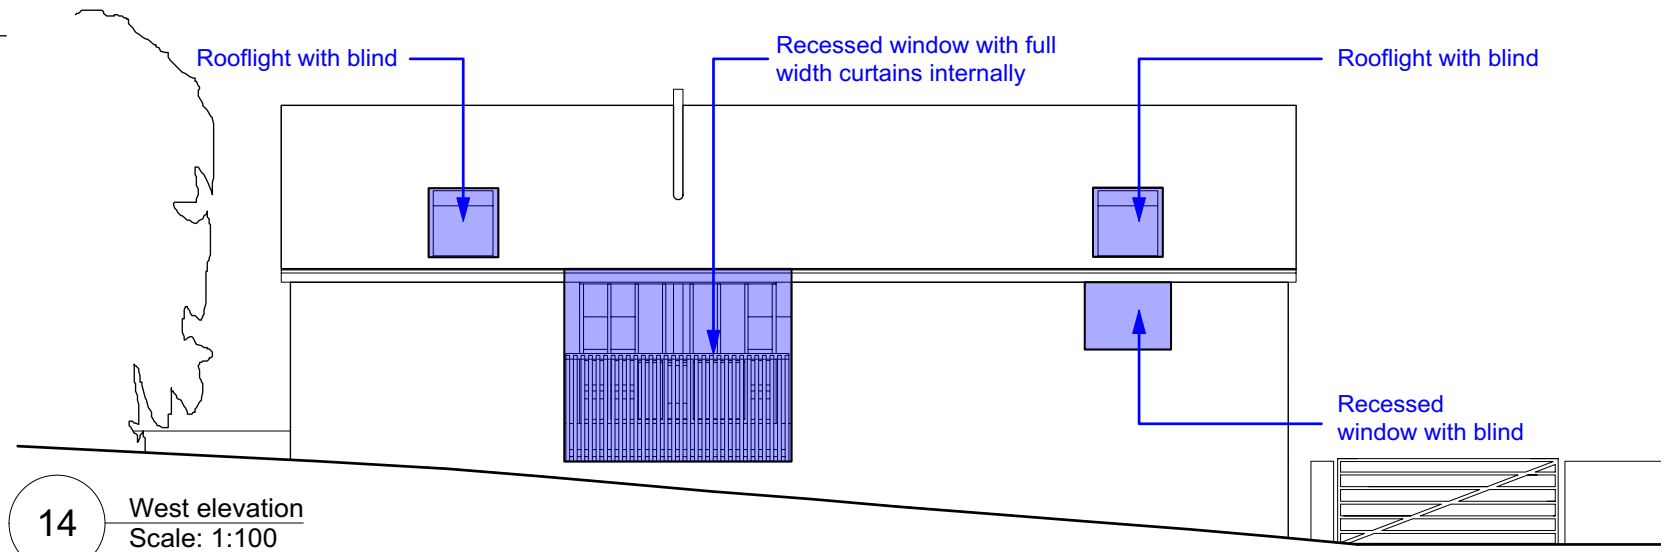 Rooflight with blind
Recessed window with full
width curtains internally
Rooflight with blind
Recessed
window with blind
14
West elevation
Scale: 1:100